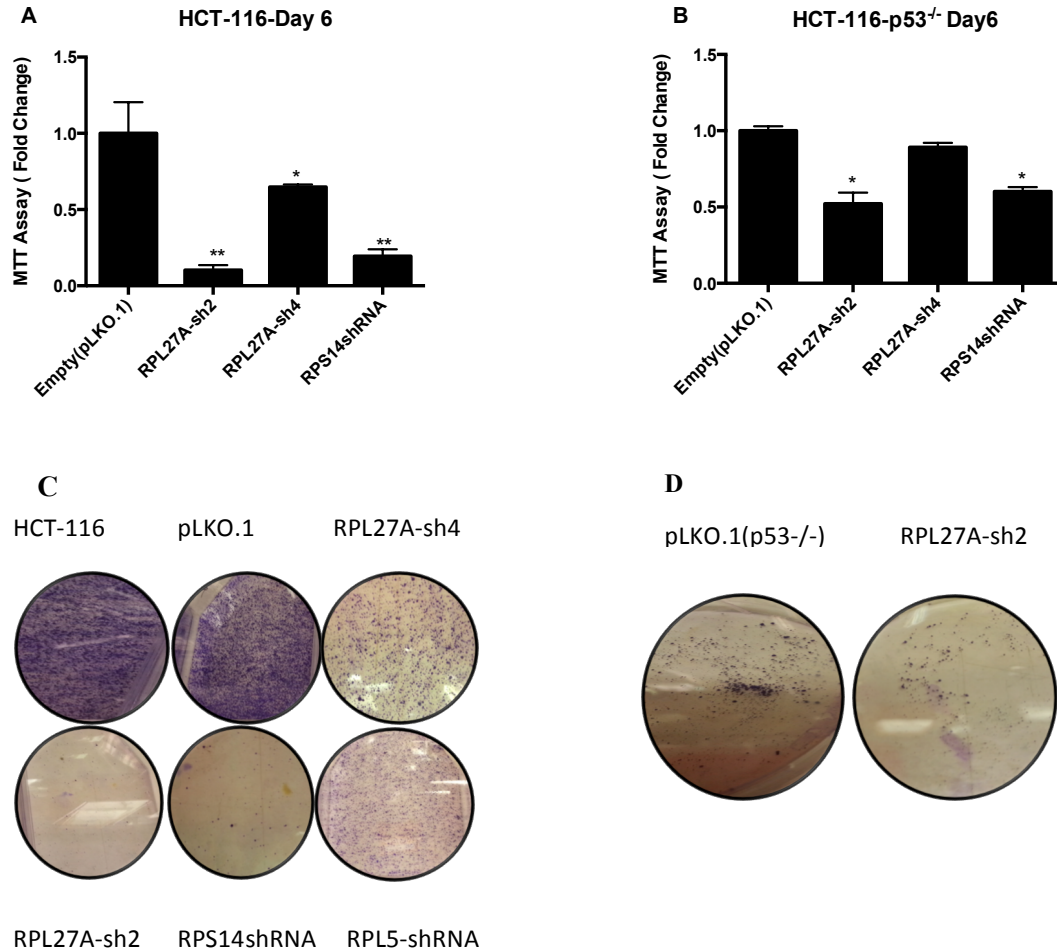 A
HCT-116-Day 6
MTT Assay ( Fold Change)
1.5
1.0
0.5
0.0
**
*
**
Empty(pLKO.1)
RPL27A-sh2
RPL27A-sh4
RPS14shRNA
B
HCT-116-p53-/- Day6
MTT Assay ( Fold Change)
1.5
1.0
0.5
0.0
*
*
Empty(pLKO.1)
RPL27A-sh2
RPL27A-sh4
RPS14shRNA
C
HCT-116 pLKO.1 RPL27A-sh4
RPL27A-sh2 RPS14shRNA RPL5-shRNA
D
pLKO.1(p53-/-) RPL27A-sh2